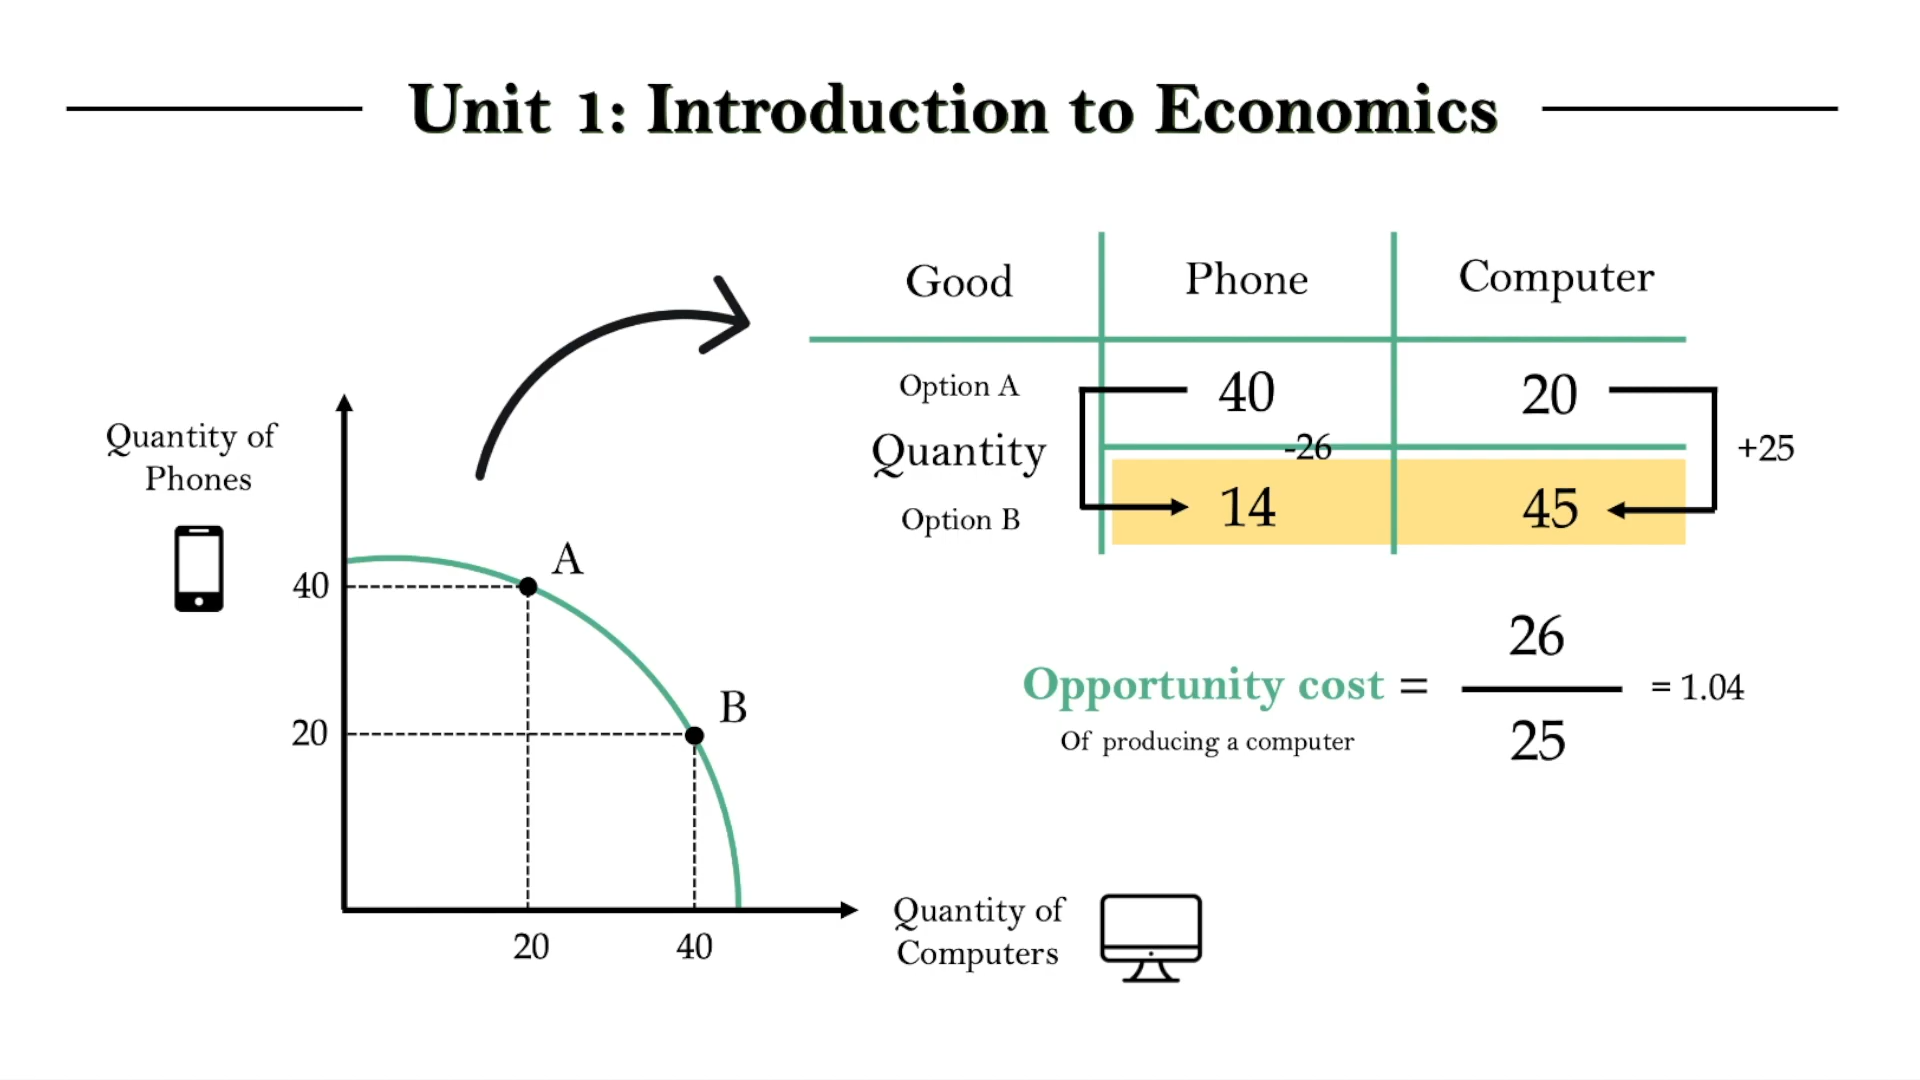 Unit 1: Introduction to Economics
Good
Phone
Computer
Option A
40
20
Quantity
-26
+25
Option B
14
45
Quantity of
Phones
40
A
20
B
20
40
Quantity of
Computers
Opportunity cost =
Of producing a computer
26
25
= 1.04